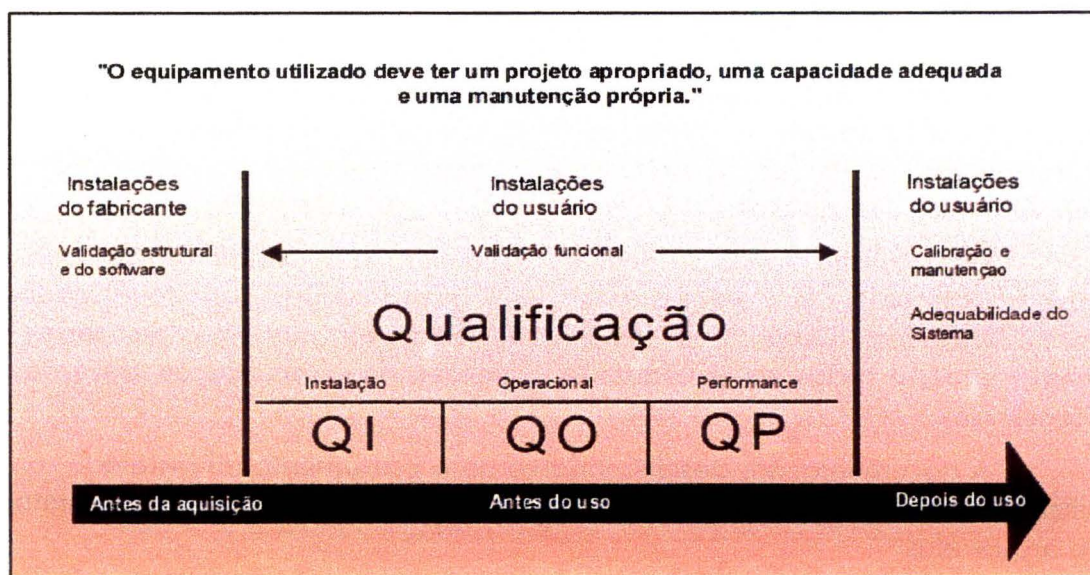 "O equipamento utilizado deve ter um projeto apropriado, uma capacidade adequada
e uma manutenção própria."
Instalações
do fabricante
Validação estrutural
e do software
Instalações
do usuário
Validação funcional
Qualificação
Instalação
Operacional
Performance
QI
QO
QP
Instalações
do usuário
Calibração e
manutençao
Adequabilidade do
Sistema
Antes da aquisição
Antes do uso
Depois do uso